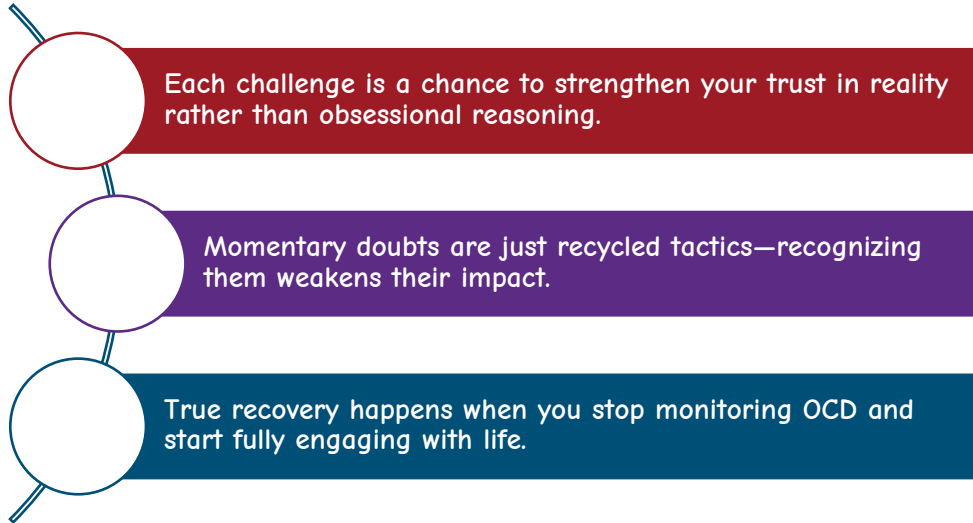 Each challenge is a chance to strengthen your trust in reality
rather than obsessional reasoning.
Momentary doubts are just recycled tactics—recognizing
them weakens their impact.
True recovery happens when you stop monitoring OCD and
start fully engaging with life.